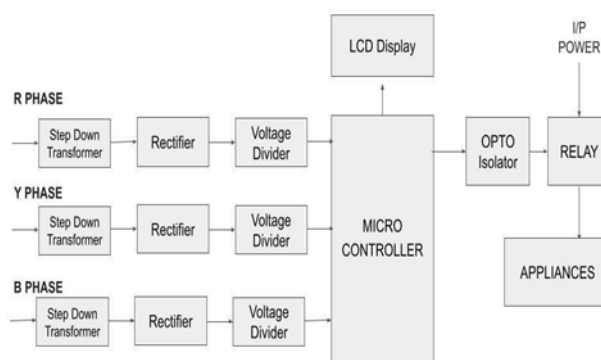 I/P
POWER
LCD Display
R PHASE
Step Down
Transformer
Rectifier
Voltage
Divider
OPTO
Isolator
RELAY
Y PHASE
Step Down
Transformer
Rectifier
Voltage
Divider
MICRO
CONTROLLER
APPLIANCES
B PHASE
Step Down
Transformer
Rectifier
Voltage
Divider